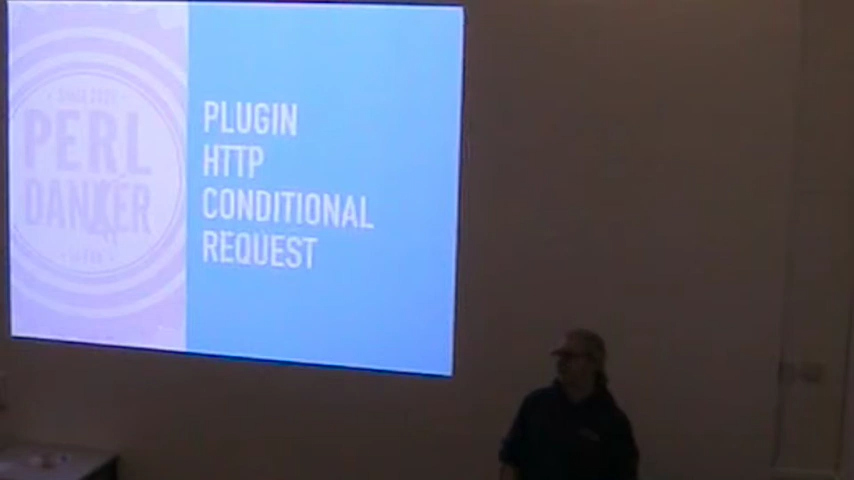 PERL
DANCER
PLUGIN
HTTP
CONDITIONAL
REQUEST